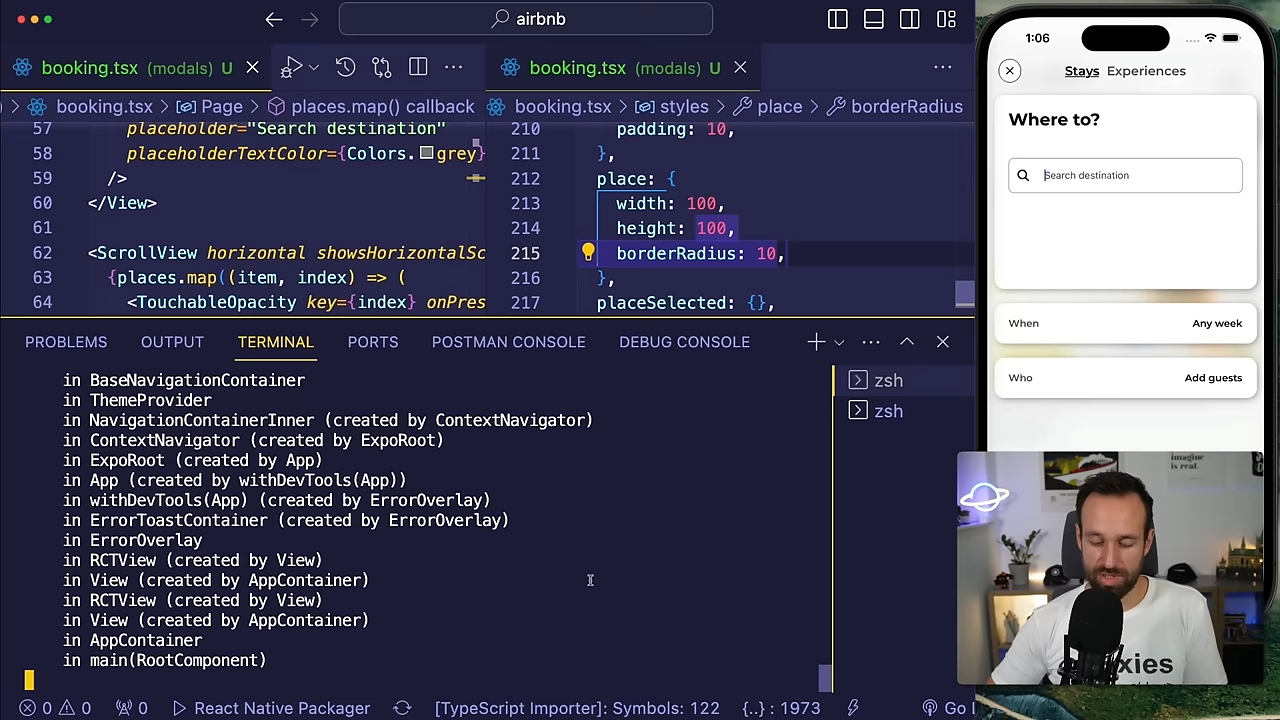 airbnb
booking.tsx (modals) U
booking.tsx (modals) U
booking.tsx > Page > places.map() callback
booking.tsx > styles > place > borderRadius
57 placeholder="Search destination"
58 placeholderTextColor={Colors.grey}
59 />
60 </View>
61
62 <ScrollView horizontal showsHorizontalSc
63 {places.map((item, index) => (
64 <TouchableOpacity key={index} onPres
210 padding: 10,
211 },
212 place: {
213 width: 100,
214 height: 100,
215 borderRadius: 10,
216 },
217 placeSelected: {},
PROBLEMS OUTPUT TERMINAL PORTS POSTMAN CONSOLE DEBUG CONSOLE
in BaseNavigationContainer
in ThemeProvider
in NavigationContainerInner (created by ContextNavigator)
in ContextNavigator (created by ExpoRoot)
in ExpoRoot (created by App)
in App (created by withDevTools(App))
in withDevTools(App) (created by ErrorOverlay)
in ErrorToastContainer (created by ErrorOverlay)
in ErrorOverlay
in RCTView (created by View)
in View (created by AppContainer)
in RCTView (created by View)
in View (created by AppContainer)
in AppContainer
in main(RootComponent)
zsh
zsh
0 0 0 React Native Packager [TypeScript Importer]: Symbols: 122 {..} : 1973 Go L
1:06
Stays Experiences
Where to?
Search destination
When Any week
Who Add guests
imagine
is real.